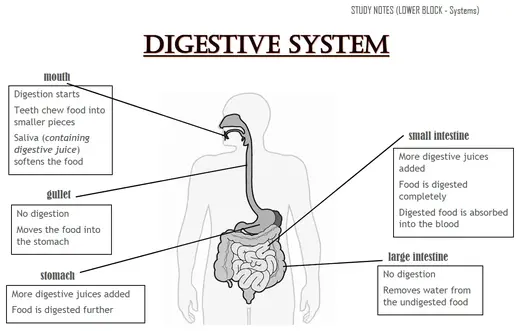 STUDY NOTES (LOWER BLOCK - Systems)
DIGESTIVE SYSTEM
mouth
Digestion starts
Teeth chew food into
smaller pieces
Saliva (containing
digestive juice)
softens the food
gullet
No digestion
Moves the food into
the stomach
stomach
More digestive juices added
Food is digested further
small intestine
More digestive juices
added
Food is digested
completely
Digested food is absorbed
into the blood
large intestine
No digestion
Removes water from
the undigested food